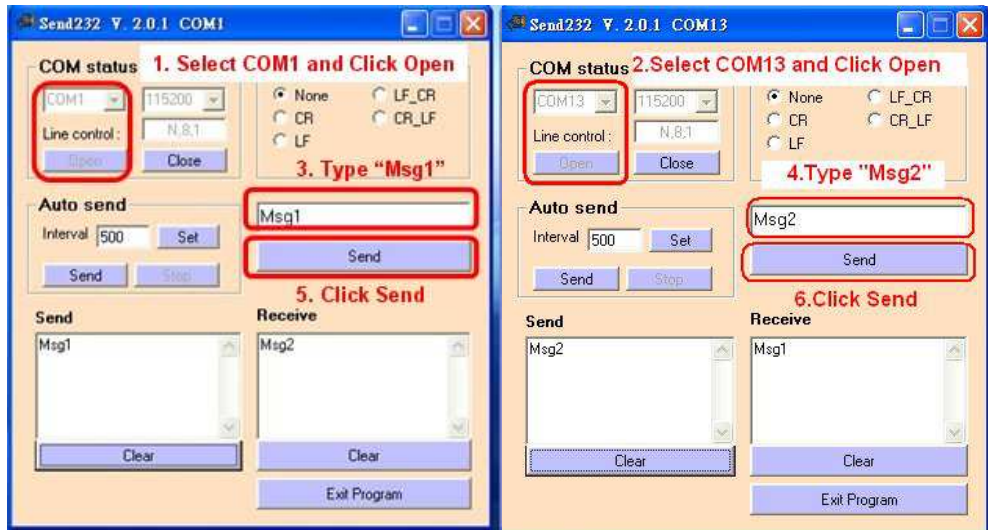 Send232 V. 2.0.1 COM1
COM status
1. Select COM1 and Click Open
COM1
115200
None
LF_CR
CR
CR_LF
LF
Line control :
N,8,1
Open
Close
3. Type “Msg1”
Auto send
Msg1
Interval
500
Set
Send
Send
Stop
5. Click Send
Send
Receive
Msg1
Msg2
Clear
Clear
Exit Program
Send232 V. 2.0.1 COM13
COM status
2.Select COM13 and Click Open
COM13
115200
None
LF_CR
CR
CR_LF
LF
Line control :
N,8,1
Open
Close
4.Type "Msg2"
Auto send
Msg2
Interval
500
Set
Send
Send
Stop
6.Click Send
Send
Receive
Msg2
Msg1
Clear
Clear
Exit Program